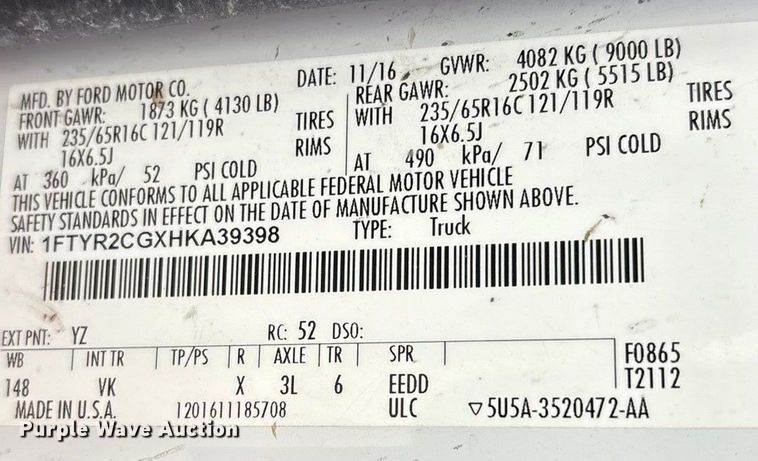 MFD. BY FORD MOTOR CO. DATE: 11/16 GVWR: 4082 KG ( 9000 LB)
FRONT GAWR: 1873 KG ( 4130 LB) REAR GAWR: 2502 KG ( 5515 LB)
WITH 235/65R16C 121/119R TIRES WITH 235/65R16C 121/119R TIRES
16X6.5J RIMS 16X6.5J RIMS
AT 360 kPa/ 52 PSI COLD AT 490 kPa/ 71 PSI COLD
THIS VEHICLE CONFORMS TO ALL APPLICABLE FEDERAL MOTOR VEHICLE
SAFETY STANDARDS IN EFFECT ON THE DATE OF MANUFACTURE SHOWN ABOVE.
VIN: 1FTYR2CGXHKA39398 TYPE: Truck
EXT PNT: YZ RC: 52 DSO:
WB INT TR TP/PS R AXLE TR SPR F0865
148 VK X 3L 6 EEDD T2112
MADE IN U.S.A. 1201611185708 ULC ▽5U5A-3520472-AA
Purple Wave Auction